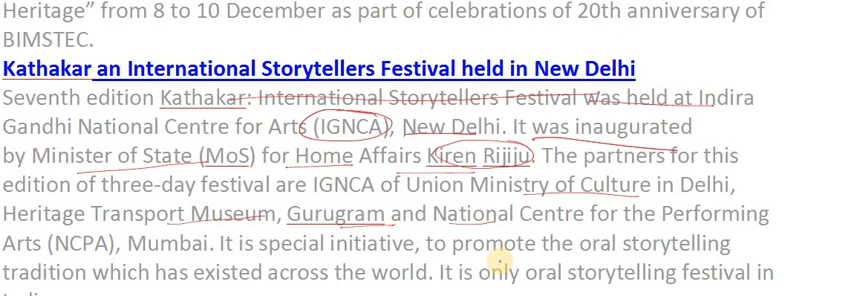 Heritage” from 8 to 10 December as part of celebrations of 20th anniversary of
BIMSTEC.
Kathakar an International Storytellers Festival held in New Delhi
Seventh edition Kathakar: International Storytellers Festival was held at Indira
Gandhi National Centre for Arts (IGNCA), New Delhi. It was inaugurated
by Minister of State (MoS) for Home Affairs Kiren Rijiju. The partners for this
edition of three-day festival are IGNCA of Union Ministry of Culture in Delhi,
Heritage Transport Museum, Gurugram and National Centre for the Performing
Arts (NCPA), Mumbai. It is special initiative, to promote the oral storytelling
tradition which has existed across the world. It is only oral storytelling festival in